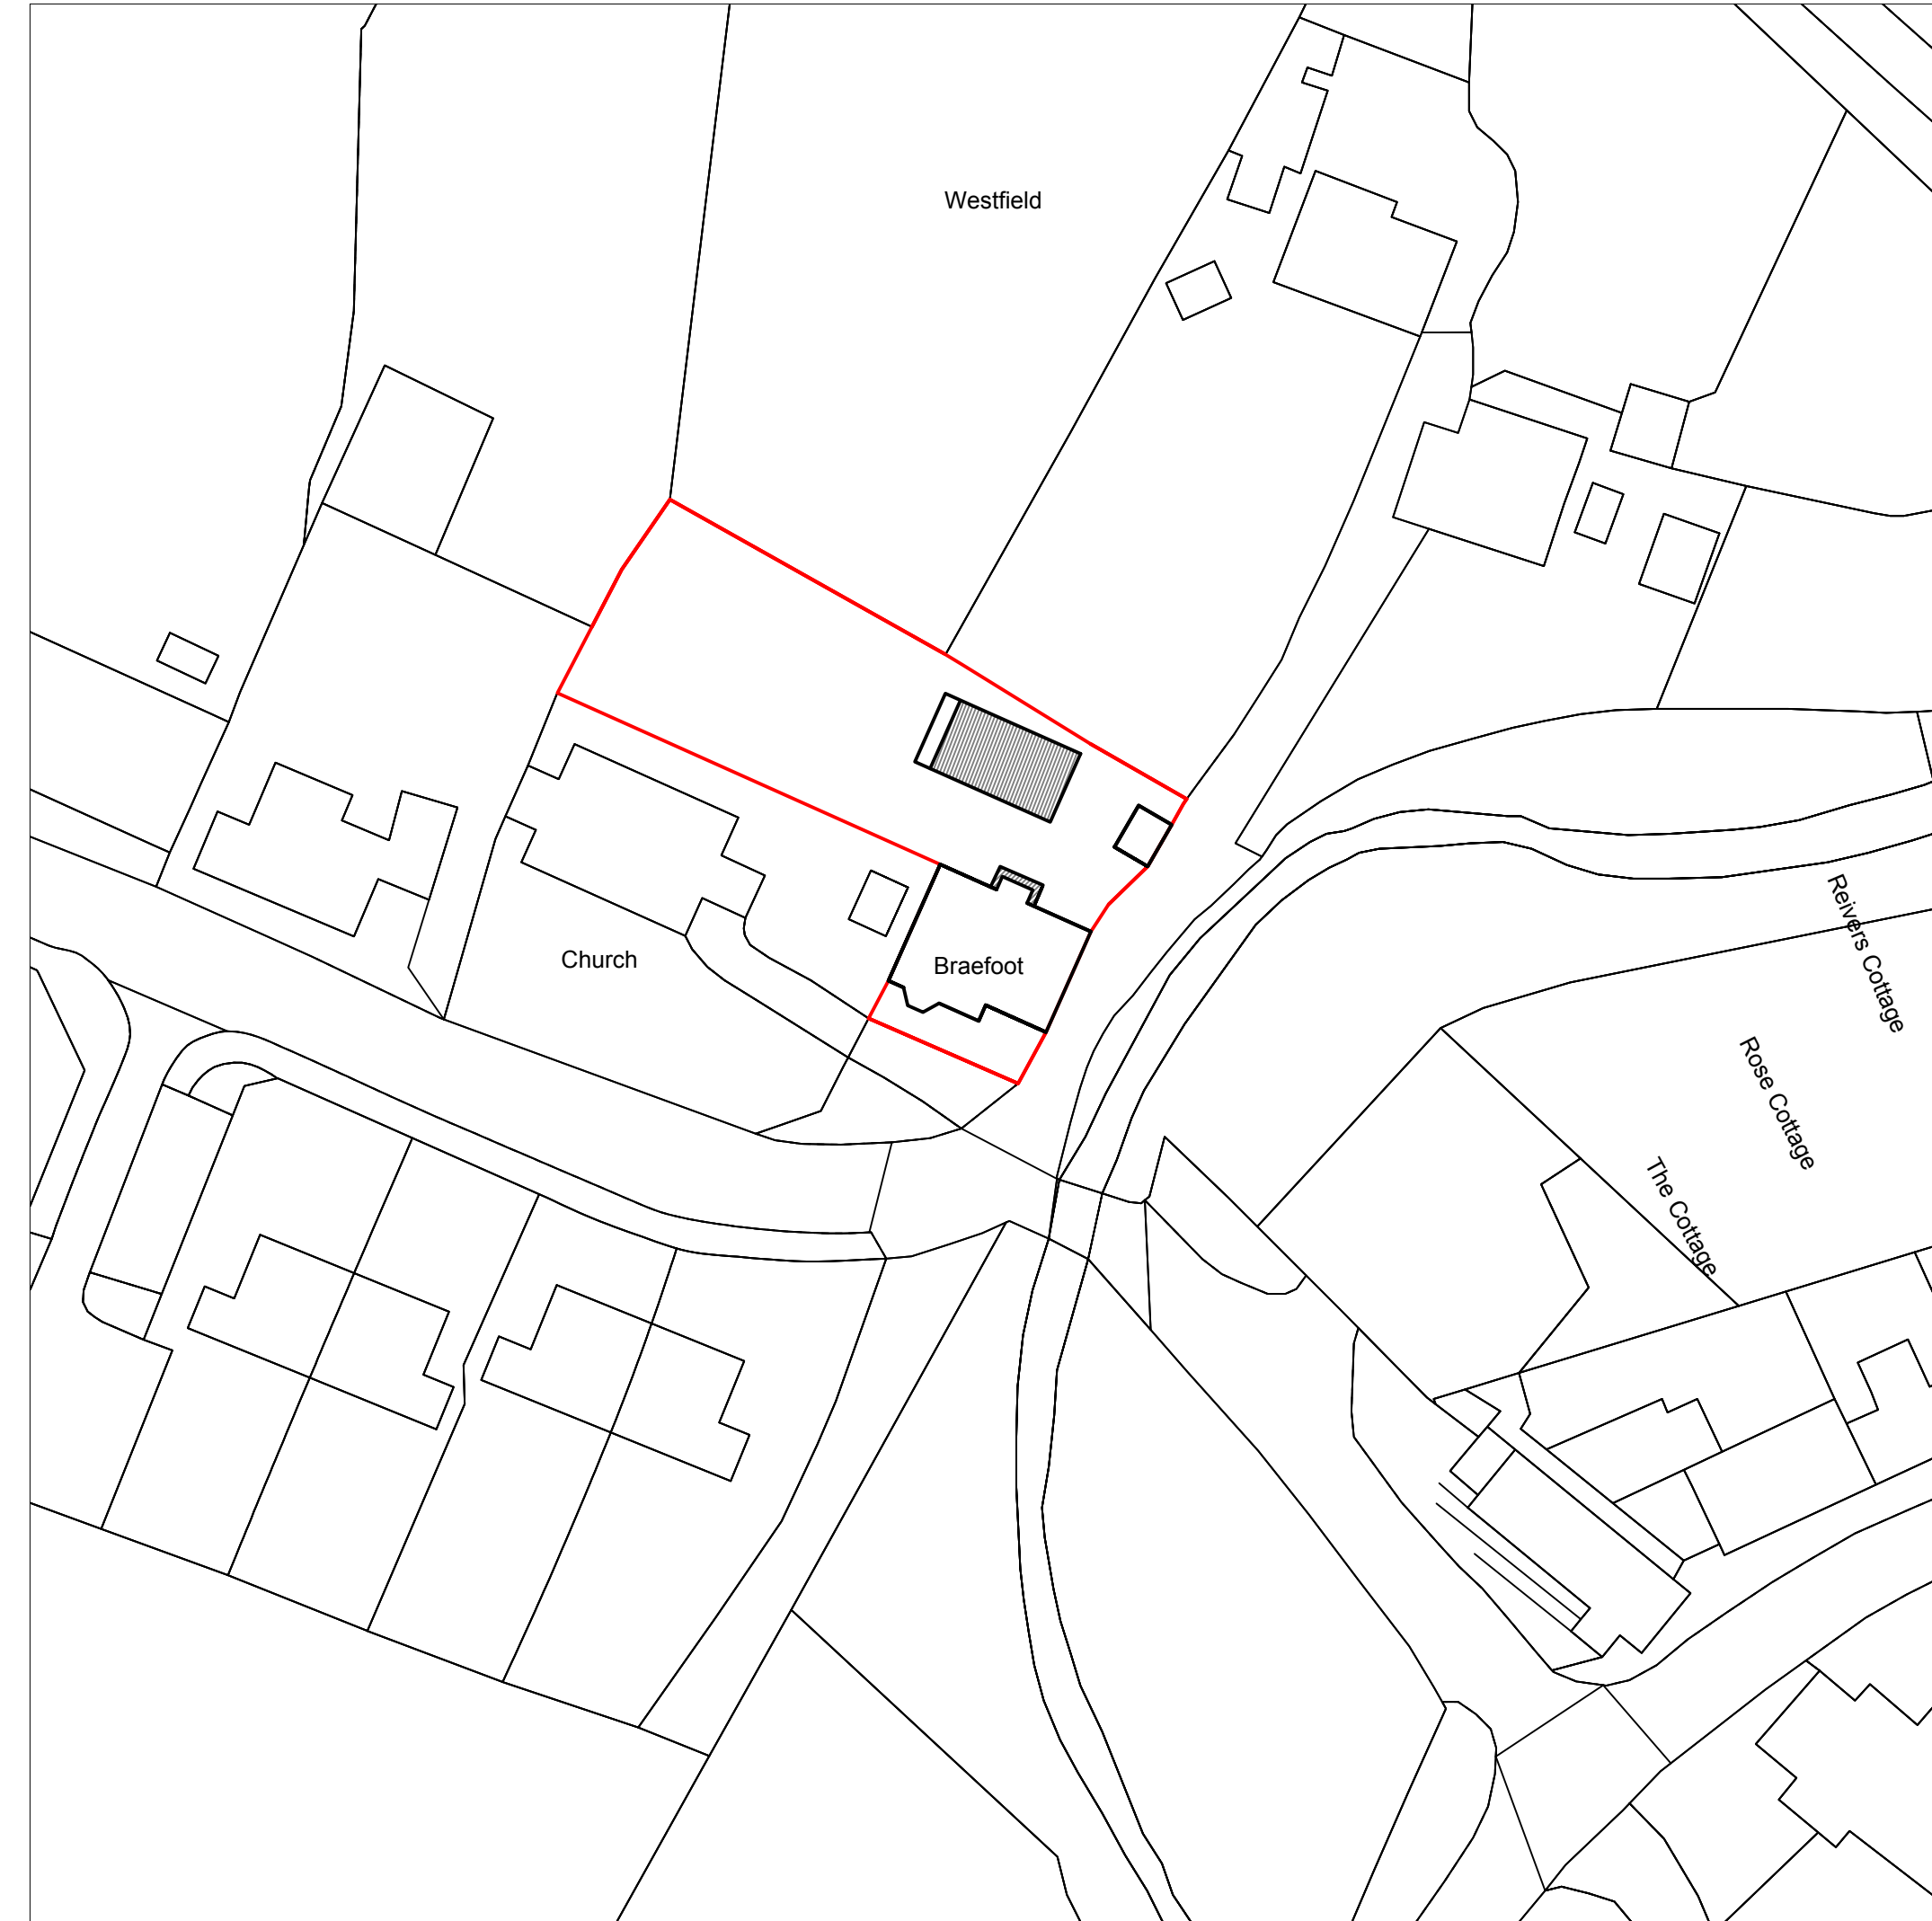 Westfield
Church
Braefoot
Reivers Cottage
Rose Cottage
The Cottage